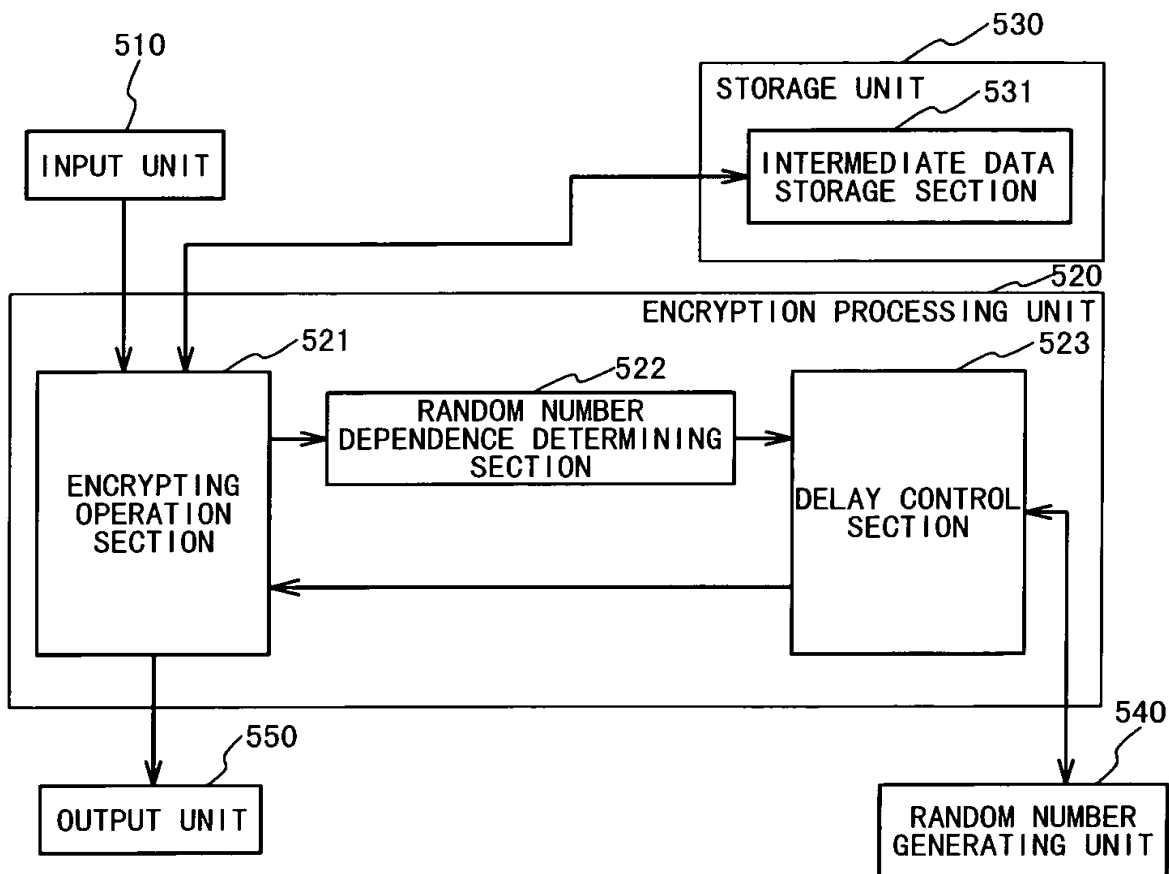 510
530
STORAGE UNIT
531
INPUT UNIT
INTERMEDIATE DATA
STORAGE SECTION
520
ENCRYPTION PROCESSING UNIT
521
522
523
RANDOM NUMBER
DEPENDENCE DETERMINING
SECTION
ENCRYPTING
OPERATION
SECTION
DELAY CONTROL
SECTION
550
540
OUTPUT UNIT
RANDOM NUMBER
GENERATING UNIT